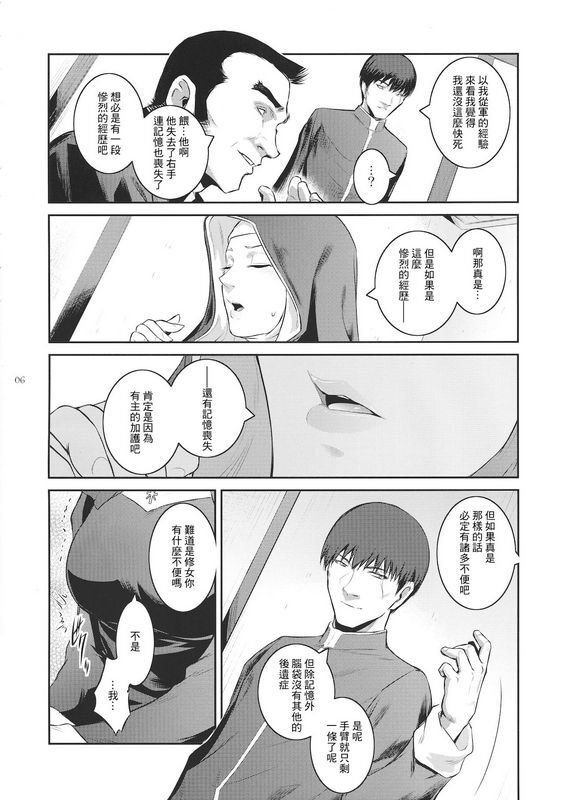 以我從軍的經驗
來看我覺得
我還沒這麼快死
…?
餵…他啊
他失去了右手
連記憶也喪失了
想必是有一段
慘烈的經歷吧
啊那真是…
但是如果是
這麼
慘烈的經歷—
—還有記憶喪失
肯定是因為
有主的加護吧
但如果真是
那樣的話
必定有諸多不便吧
是呢
手臂就只剩
一條了呢
但除記憶外
腦袋沒有其他的
後遺症
難道是修女你
有什麼不便嗎
不是
…我…
06